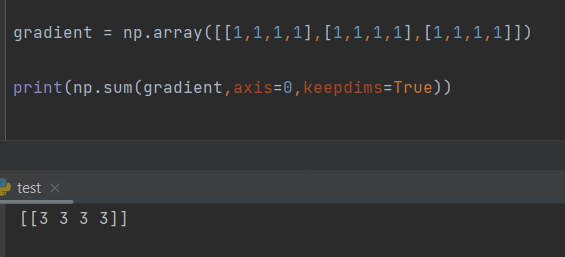 gradient = np.array([[1,1,1,1],[1,1,1,1],[1,1,1,1]])
print(np.sum(gradient,axis=0,keepdims=True))
test
[[3 3 3 3]]